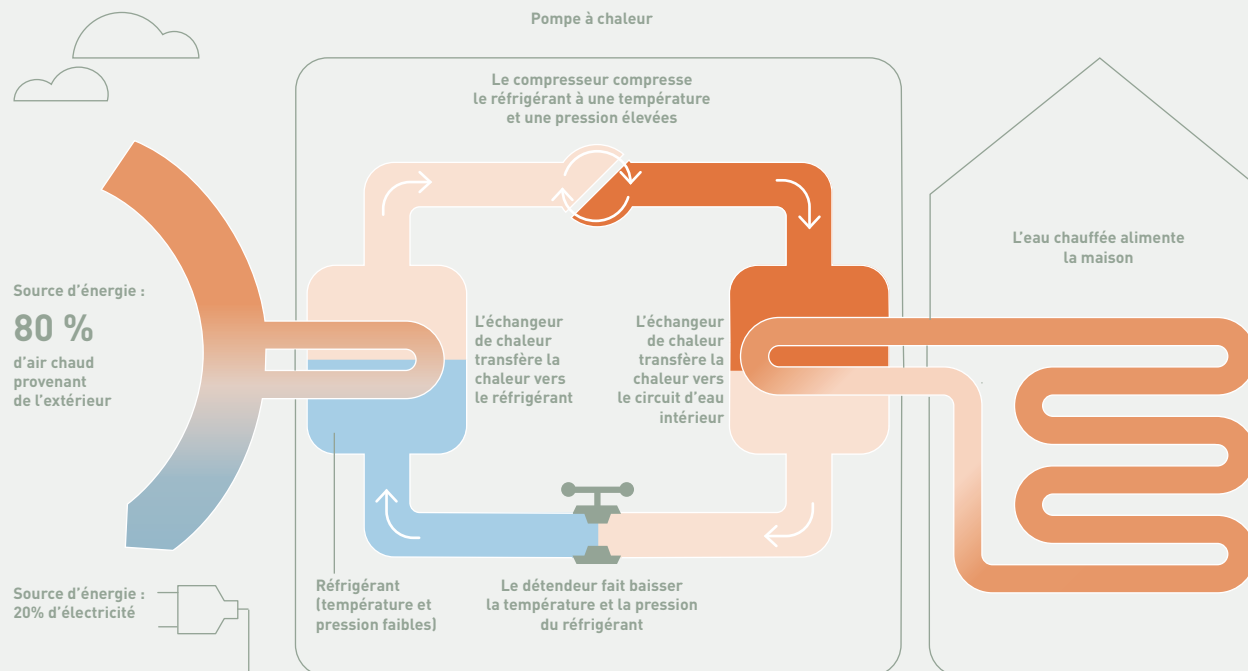 Pompe à chaleur
Le compresseur compresse
le réfrigérant à une température
et une pression élevées
L'eau chauffée alimente
la maison
Source d'énergie :
80 %
d'air chaud
provenant
de l'extérieur
L'échangeur
de chaleur
transfère la
chaleur vers
le réfrigérant
L'échangeur
de chaleur
transfère la
chaleur vers
le circuit d'eau
intérieur
Source d'énergie :
20% d'électricité
Réfrigérant
(température et
pression faibles)
Le détendeur fait baisser
la température et la pression
du réfrigérant